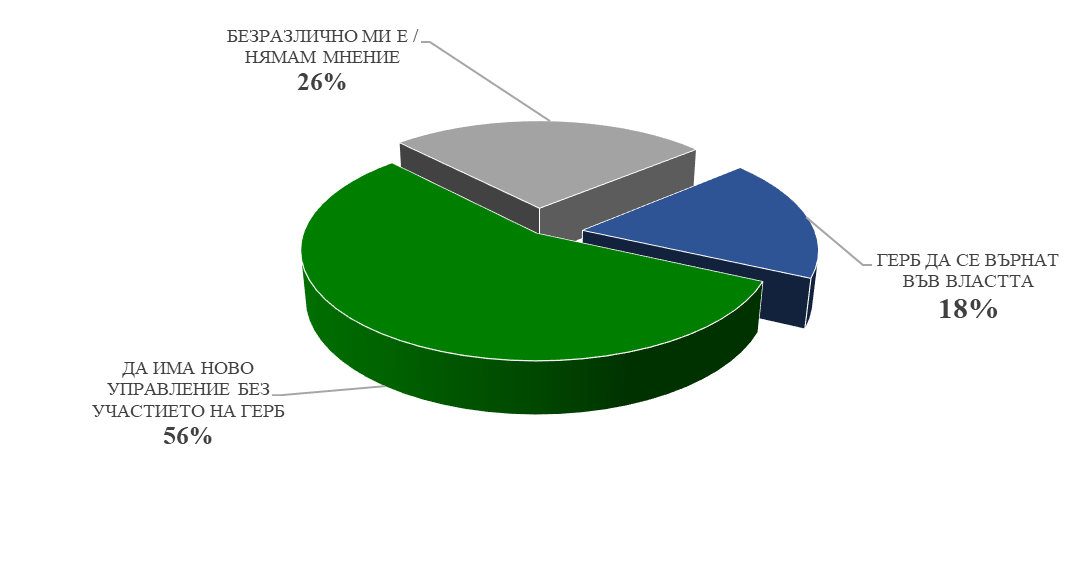 БЕЗРАЗЛИЧНО МИ Е /
НЯМАМ МНЕНИЕ
26%
ГЕРБ ДА СЕ ВЪРНАТ
ВЪВ ВЛАСТТА
18%
ДА ИМА НОВО
УПРАВЛЕНИЕ БЕЗ
УЧАСТИЕТО НА ГЕРБ
56%